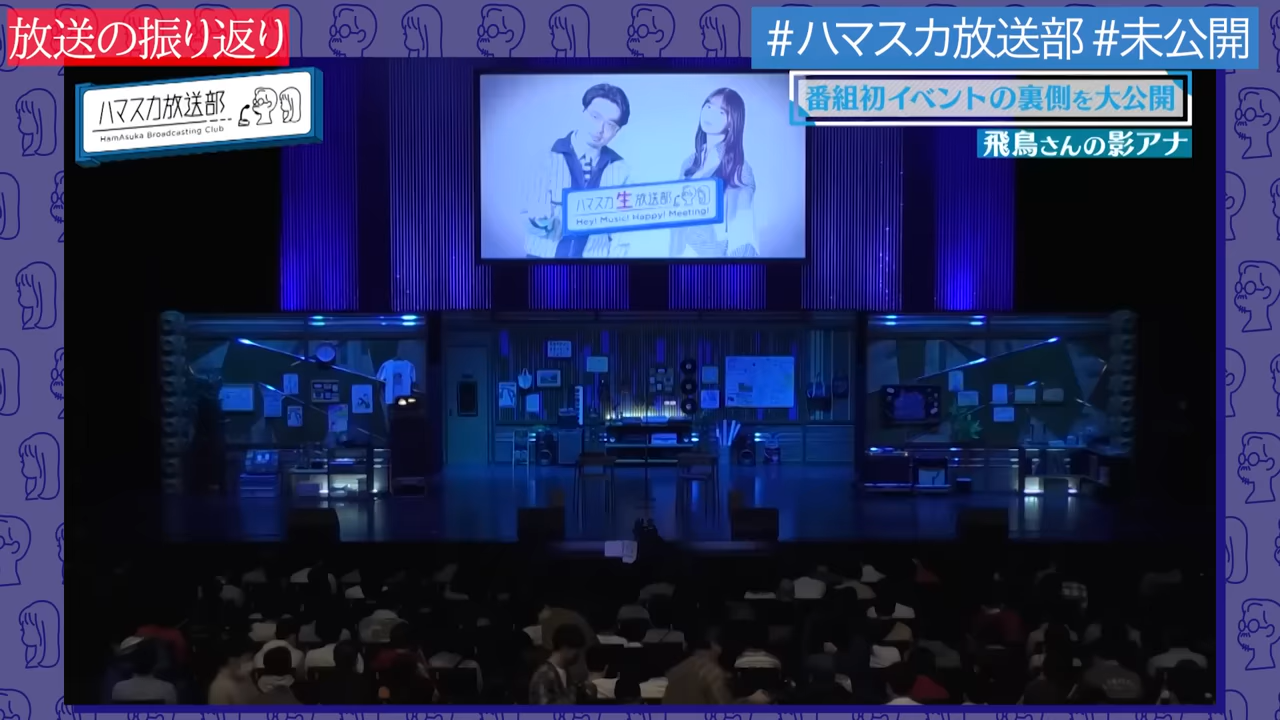 放送の振り返り
#ハマスカ放送部 #未公開
ハマスカ放送部
HamAsuka Broadcasting Club
番組初イベントの裏側を大公開
飛鳥さんの影アナ
ハマスカ生放送部
Hey! Music! Happy! Meeting!